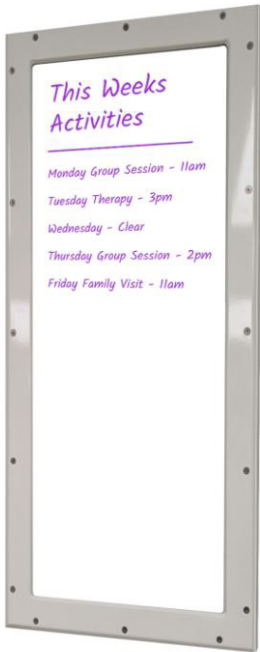 This Weeks
Activities
Monday Group Session - 11am
Tuesday Therapy - 3pm
Wednesday - Clear
Thursday Group Session - 2pm
Friday Family Visit - 11am